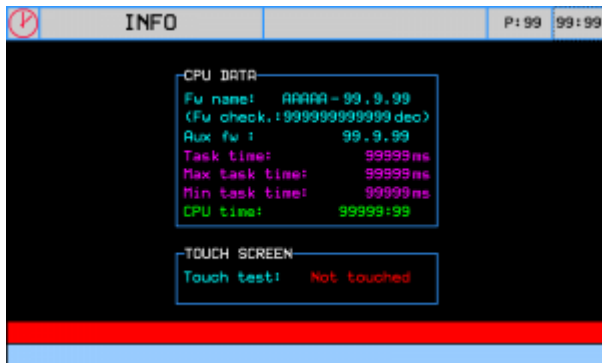 INFO P:99 99:99
CPU DATA
Fw name: AAAAA-99.9.99
(Fw check.:999999999999dec)
Aux fw : 99.9.99
Task time: 99999ms
Max task time: 99999ms
Min task time: 99999ms
CPU time: 99999:99
TOUCH SCREEN
Touch test: Not touched